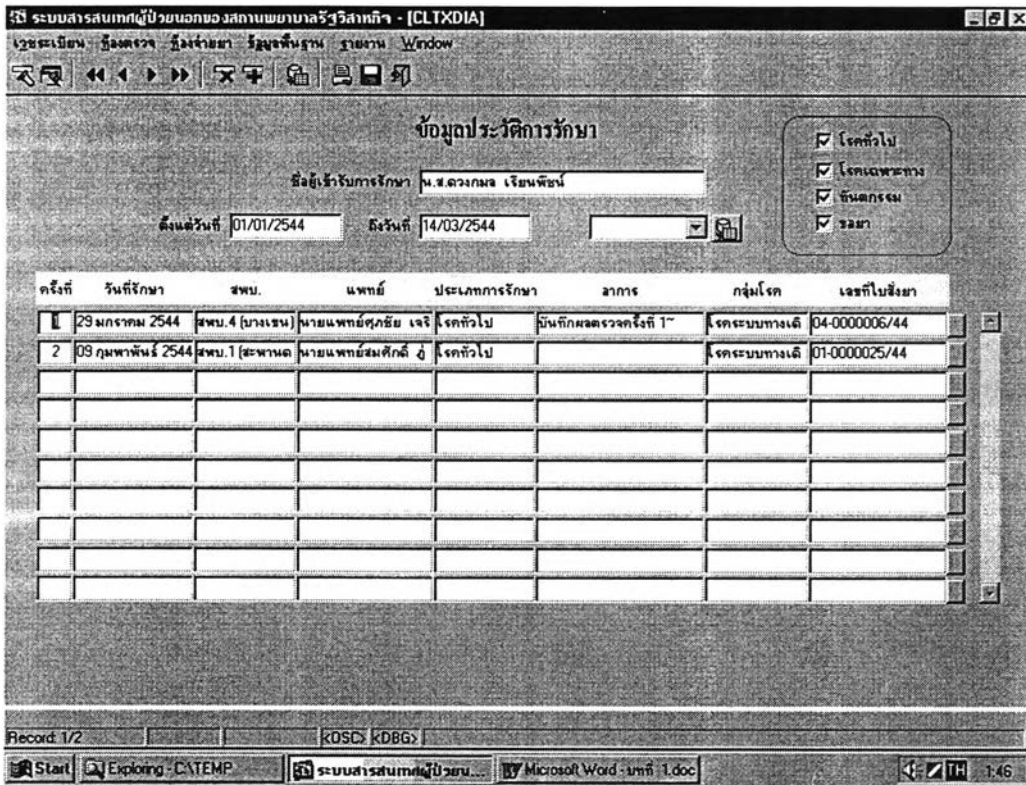 ระบบสารสนเทศผู้ป่วยนอกของสถานพยาบาลรัฐวิสาหกิจ - [CLTXDIA]
เวชระเบียน ห้องตรวจ ห้องจ่ายยา ข้อมูลพื้นฐาน รายงาน Window
ข้อมูลประวัติการรักษา
โรคทั่วไป
โรคเฉพาะทาง
ทันตกรรม
ขอยา
ชื่อผู้เข้ารับการรักษา น.ส.ดวงกมล เรียนพิชน์
ตั้งแต่วันที่ 01/01/2544 ถึงวันที่ 14/03/2544
ครั้งที่ วันที่รักษา สพบ. แพทย์ ประเภทการรักษา อาการ กลุ่มโรค เลขที่ใบสั่งยา
1 29 มกราคม 2544 สพบ.4 (บางเขน) นายแพทย์ศุภชัย เจริ โรคทั่วไป บันทึกผลตรวจครั้งที่ 1~ โรคระบบทางเดิ 04-0000006/44
2 09 กุมพาพันธ์ 2544 สพบ.1 (สะพานด นายแพทย์สมศักดิ์ ภู่ โรคทั่วไป โรคระบบทางเดิ 01-0000025/44
Record: 1/2 <OSC> <DBG>
Start Exploring - C:\TEMP ระบบสารสนเทศผู้ป่วยน... Microsoft Word - บทที่ 1.doc TH 1:46